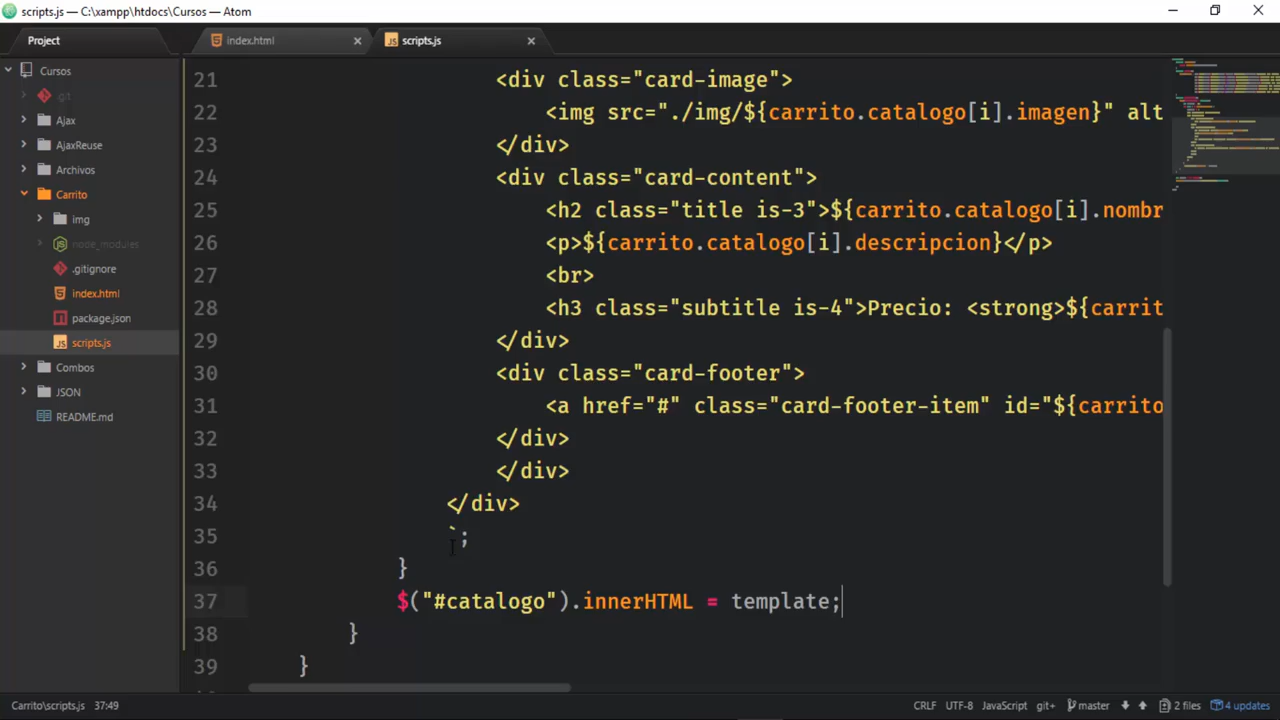 scripts.js — C:\xampp\htdocs\Cursos — Atom
Project
index.html
scripts.js
Cursos
git
Ajax
AjaxReuse
Archivos
Carrito
img
node_modules
.gitignore
index.html
package.json
scripts.js
Combos
JSON
README.md
21 <div class="card-image">
22 <img src="./img/${carrito.catalogo[i].imagen}" alt
23 </div>
24 <div class="card-content">
25 <h2 class="title is-3">${carrito.catalogo[i].nombr
26 <p>${carrito.catalogo[i].descripcion}</p>
27 <br>
28 <h3 class="subtitle is-4">Precio: <strong>${carrit
29 </div>
30 <div class="card-footer">
31 <a href="#" class="card-footer-item" id="${carrito
32 </div>
33 </div>
34 </div>
35 `;
36 }
37 $("#catalogo").innerHTML = template;
38 }
39 }
Carrito\scripts.js 37:49
CRLF UTF-8 JavaScript git+ master 2 files 4 updates